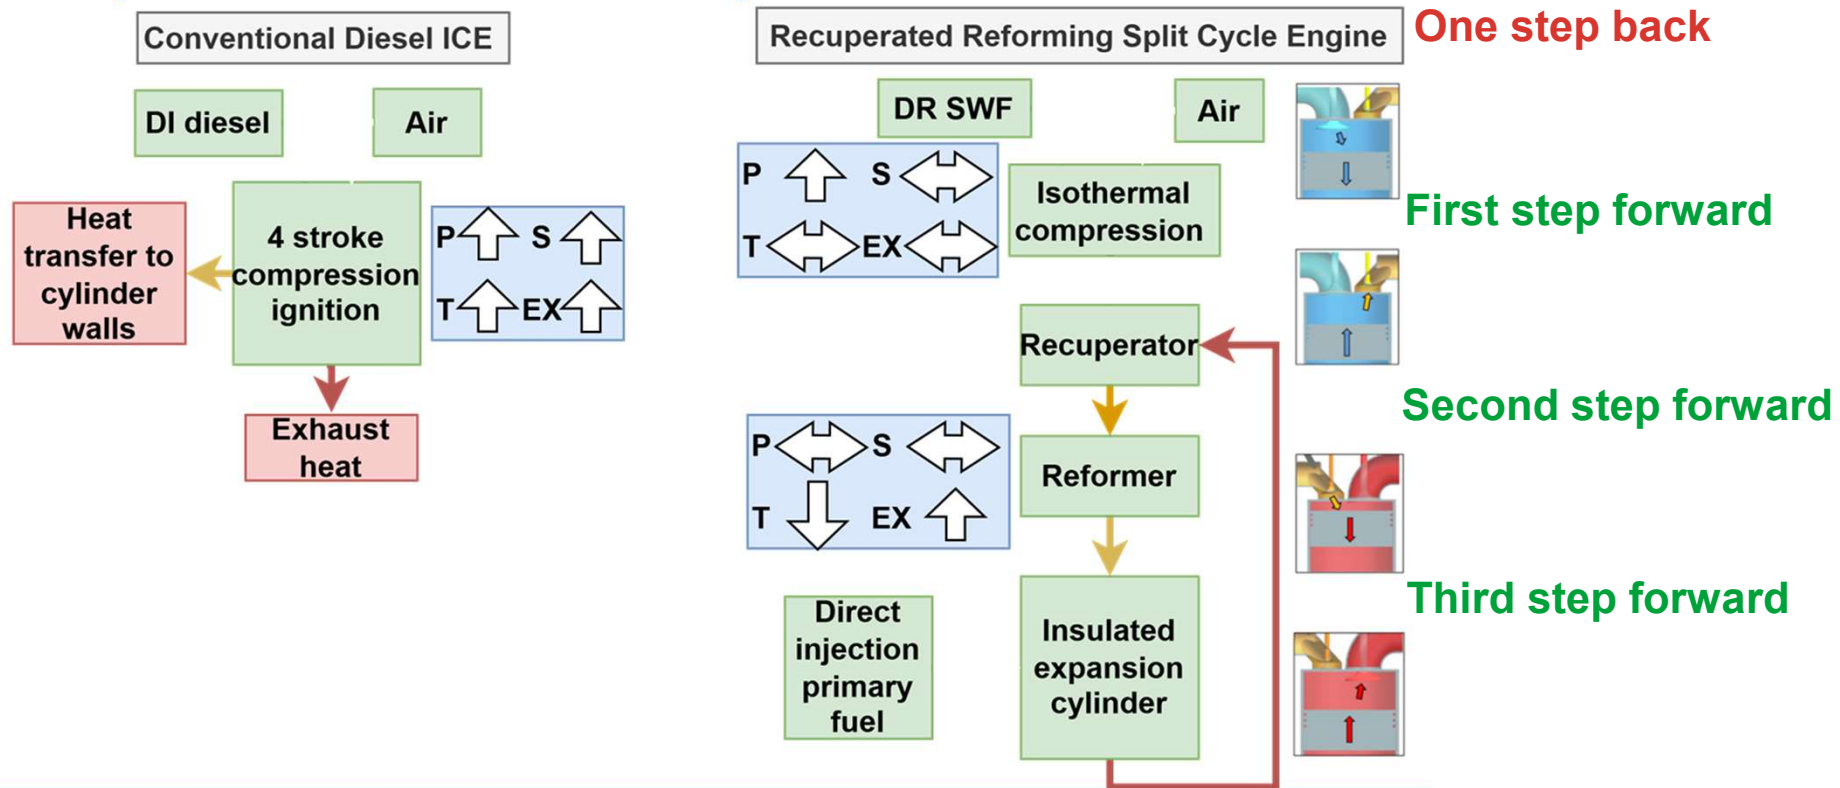 Conventional Diesel ICE
DI diesel
Air
Heat
transfer to
cylinder
walls
4 stroke
compression
ignition
P S
T EX
Exhaust
heat
Recuperated Reforming Split Cycle Engine
One step back
DR SWF
Air
P S
T EX
Isothermal
compression
First step forward
Recuperator
Second step forward
P S
T EX
Reformer
Third step forward
Direct
injection
primary
fuel
Insulated
expansion
cylinder